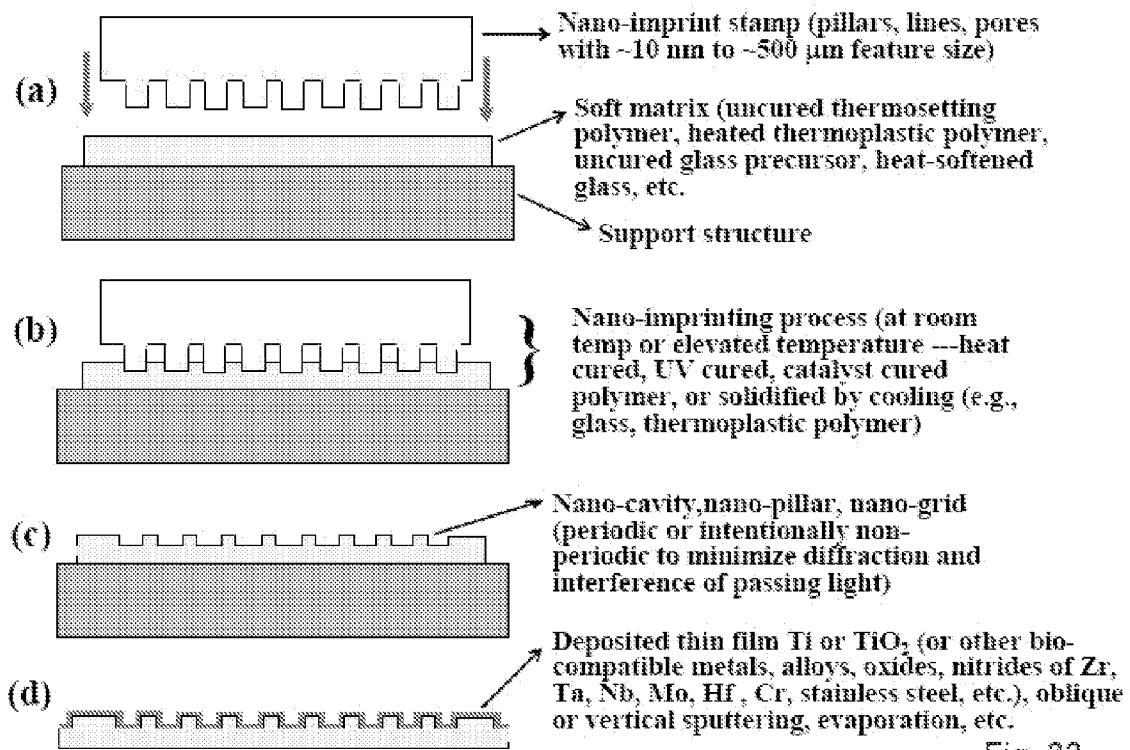 Nano-imprint stamp (pillars, lines, pores
with ~10 nm to ~500 µm feature size)
(a)
Soft matrix (uncured thermosetting
polymer, heated thermoplastic polymer,
uncured glass precursor, heat-softened
glass, etc.
Support structure
(b)
Nano-imprinting process (at room
temp or elevated temperature ---heat
cured, UV cured, catalyst cured
polymer, or solidified by cooling (e.g.,
glass, thermoplastic polymer)
(c)
Nano-cavity,nano-pillar, nano-grid
(periodic or intentionally non-
periodic to minimize diffraction and
interference of passing light)
(d)
Deposited thin film Ti or TiO₂ (or other bio-
compatible metals, alloys, oxides, nitrides of Zr,
Ta, Nb, Mo, Hf , Cr, stainless steel, etc.), oblique
or vertical sputtering, evaporation, etc.